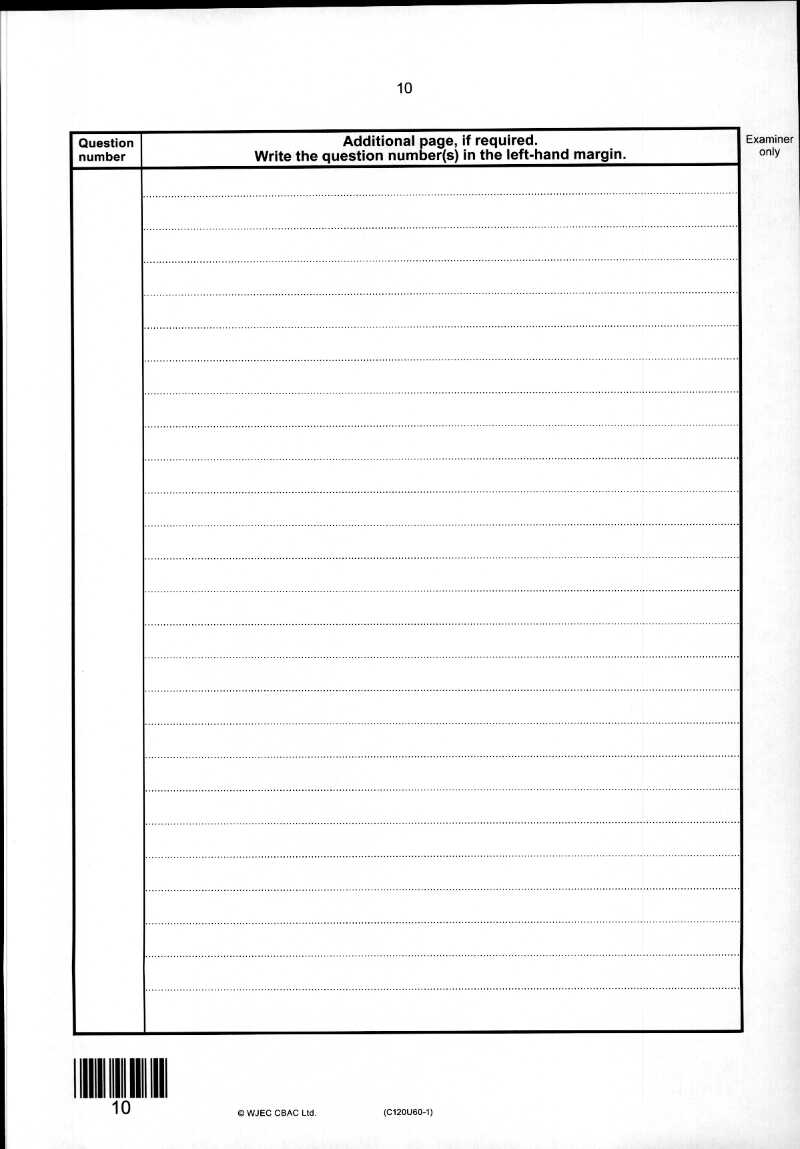 10
Question
number
Additional page, if required.
Write the question number(s) in the left-hand margin.
Examiner
only
10
© WJEC CBAC Ltd.
(C120U60-1)